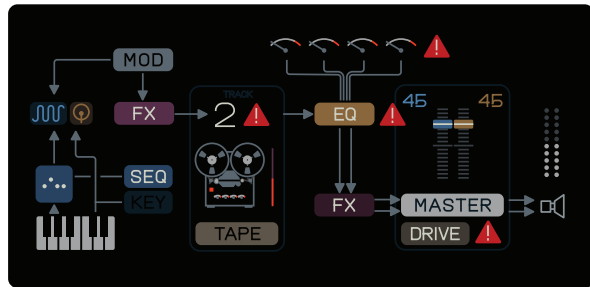 MOD
FX
TRACK
2
EQ
45 45
SEQ
KEY
TAPE
FX
MASTER
DRIVE